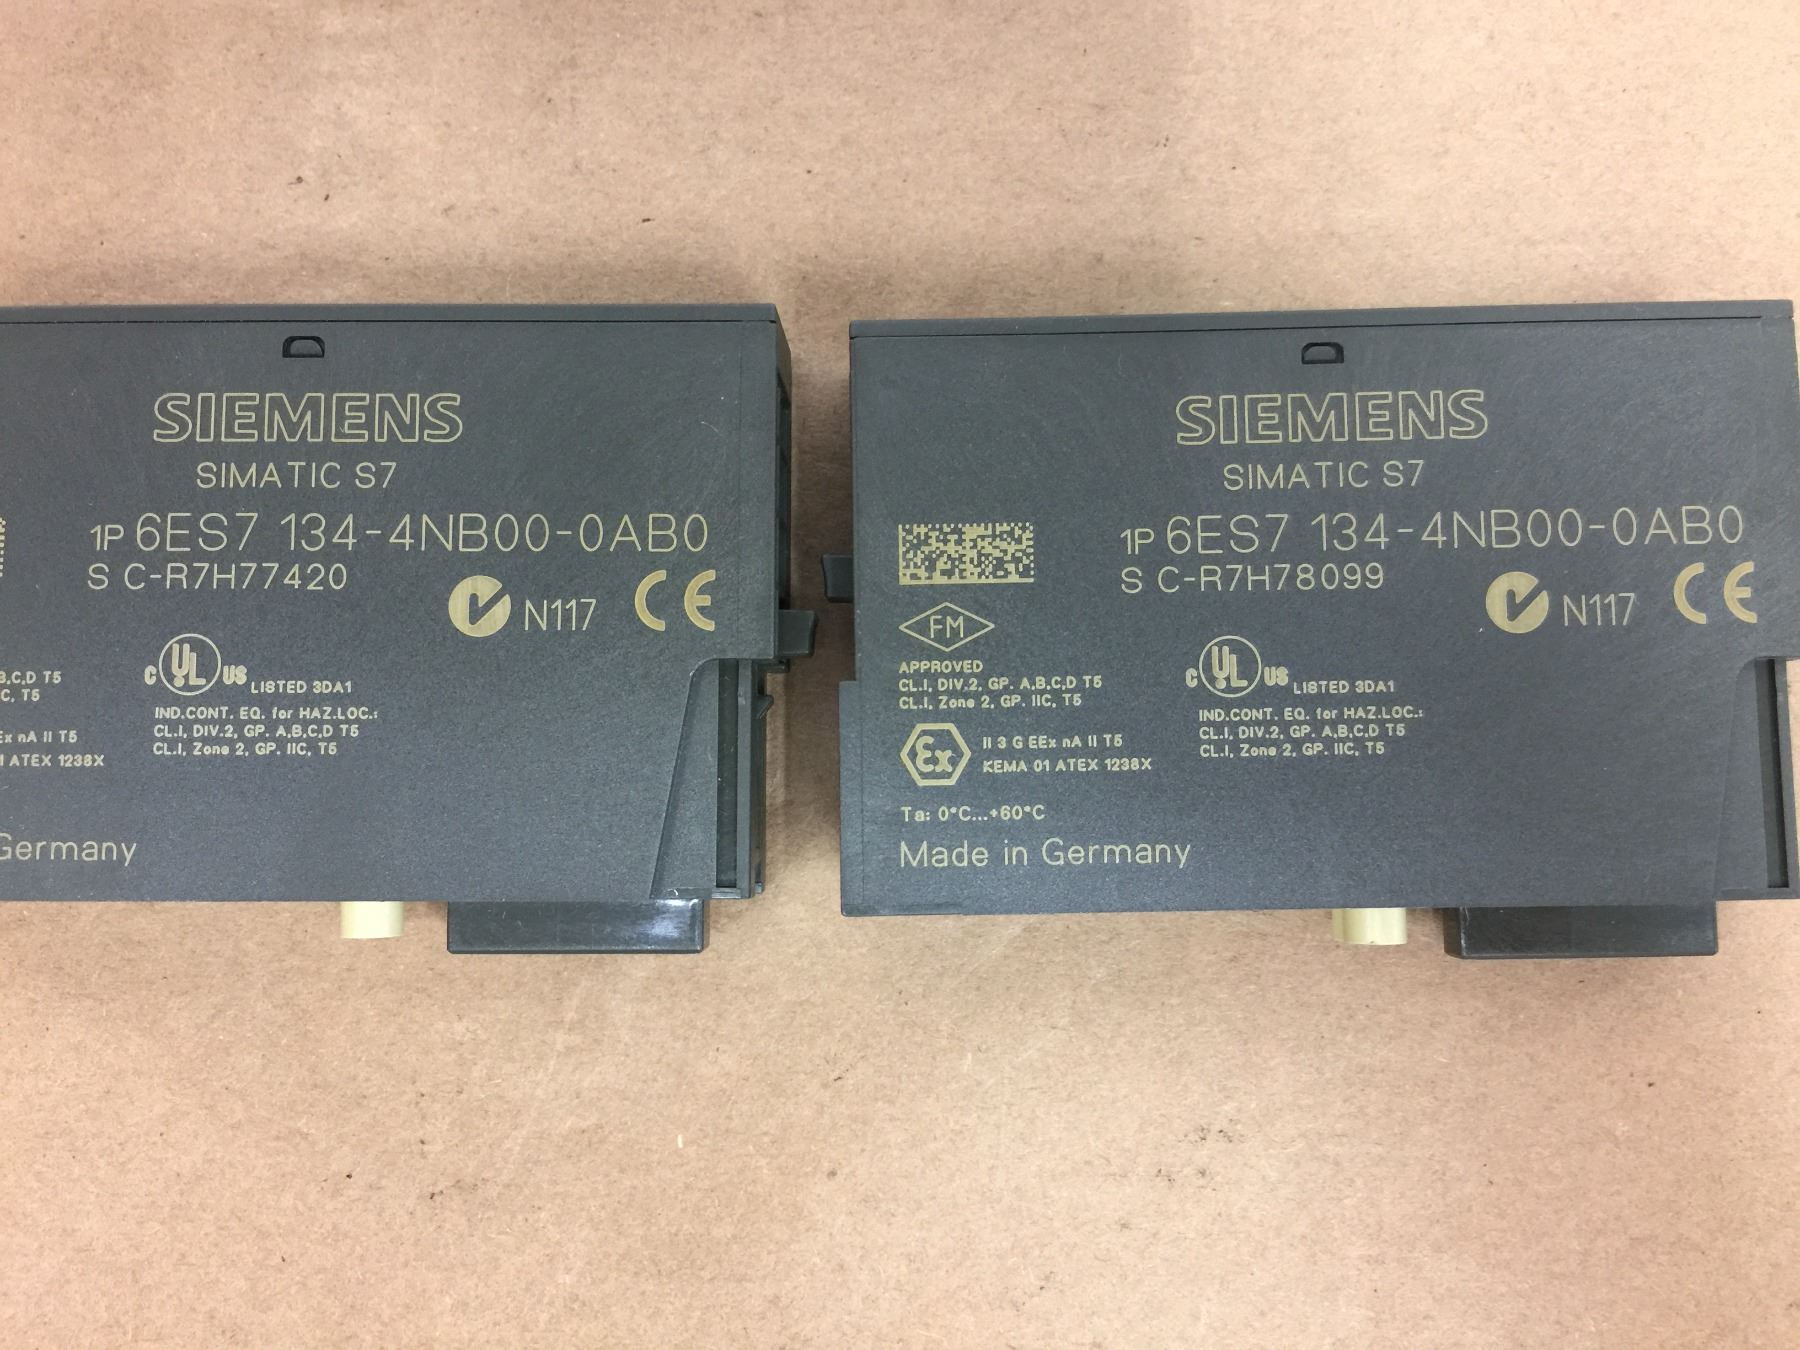 SIEMENS
SIMATIC S7
1P 6ES7 134-4NB00-0AB0
S C-R7H77420
N117 CE
B,C,D T5
C, T5
Ex nA II T5
ATEX 1238X
C UL US LISTED 3DA1
IND.CONT. EQ. for HAZ.LOC.:
CL.I, DIV.2, GP. A,B,C,D T5
CL.I, Zone 2, GP. IIC, T5
Germany
SIEMENS
SIMATIC S7
1P 6ES7 134-4NB00-0AB0
S C-R7H78099
N117 CE
FM
APPROVED
CL.I, DIV.2, GP. A,B,C,D T5
CL.I, Zone 2, GP. IIC, T5
Ex
II 3 G EEx nA II T5
KEMA 01 ATEX 1238X
C UL US LISTED 3DA1
IND.CONT. EQ. for HAZ.LOC.:
CL.I, DIV.2, GP. A,B,C,D T5
CL.I, Zone 2, GP. IIC, T5
Ta: 0°C...+60°C
Made in Germany